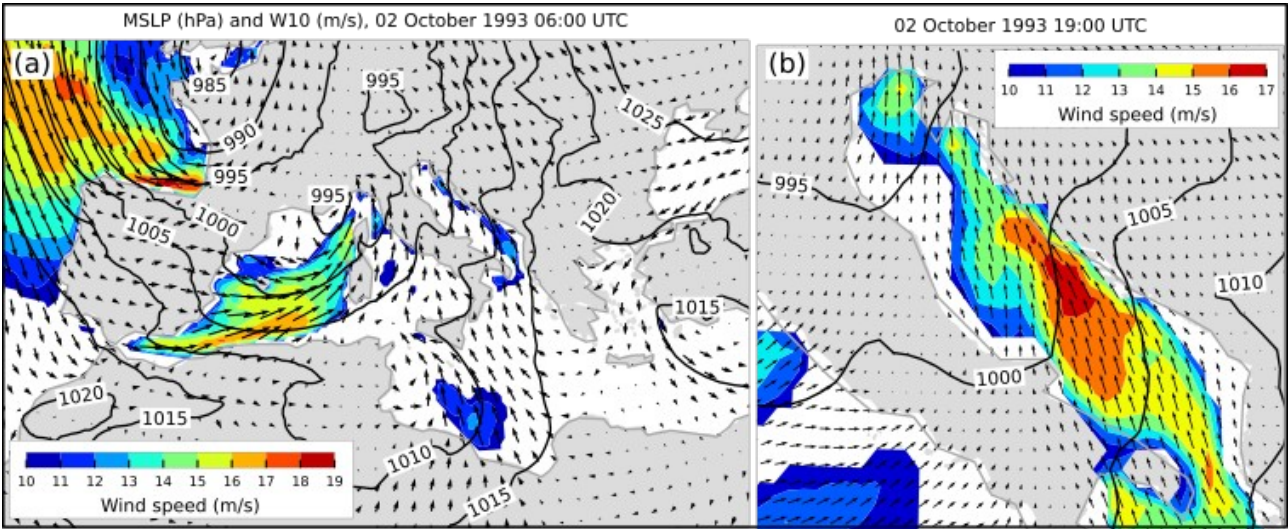 MSLP (hPa) and W10 (m/s), 02 October 1993 06:00 UTC
(a)
985
995
990
995
1025
1000
1005
995
1020
1015
1020
1015
1010
1015
10 11 12 13 14 15 16 17 18 19
Wind speed (m/s)
02 October 1993 19:00 UTC
(b)
10 11 12 13 14 15 16 17
Wind speed (m/s)
995
1005
1010
1000